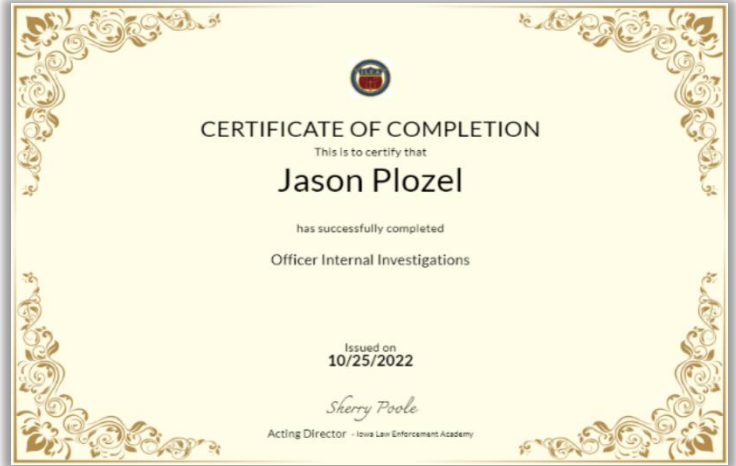 CERTIFICATE OF COMPLETION
This is to certify that
Jason Plozel
has successfully completed
Officer Internal Investigations
Issued on
10/25/2022
Sherry Poole
Acting Director - Iowa Law Enforcement Academy